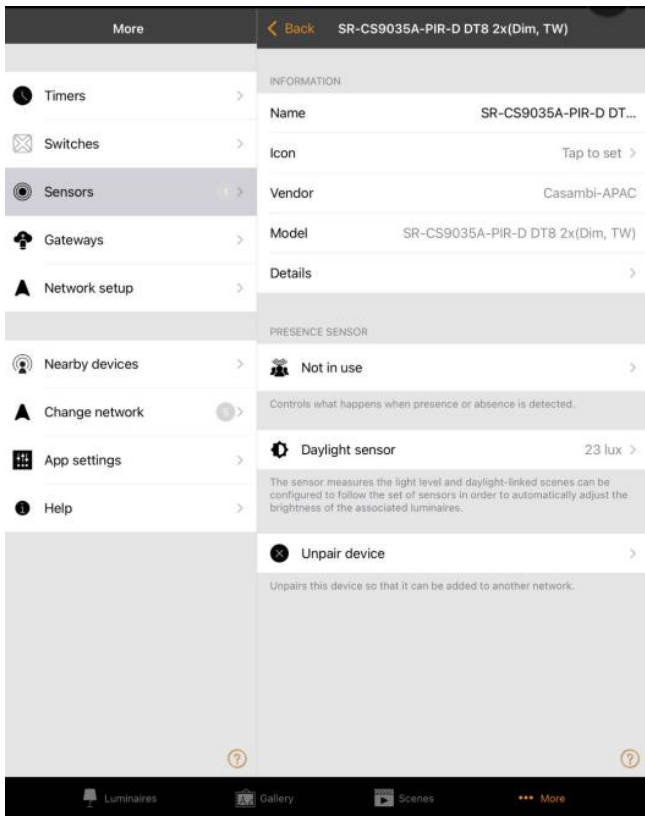 More
Timers
Switches
Sensors
1
Gateways
Network setup
Nearby devices
Change network
App settings
Help
Back
SR-CS9035A-PIR-D DT8 2x(Dim, TW)
INFORMATION
Name SR-CS9035A-PIR-D DT...
Icon Tap to set
Vendor Casambi-APAC
Model SR-CS9035A-PIR-D DT8 2x(Dim, TW)
Details
PRESENCE SENSOR
Not in use
Controls what happens when presence or absence is detected.
Daylight sensor 23 lux
The sensor measures the light level and daylight-linked scenes can be
configured to follow the set of sensors in order to automatically adjust the
brightness of the associated luminaires.
Unpair device
Unpairs this device so that it can be added to another network.
Luminaires
Gallery
Scenes
More